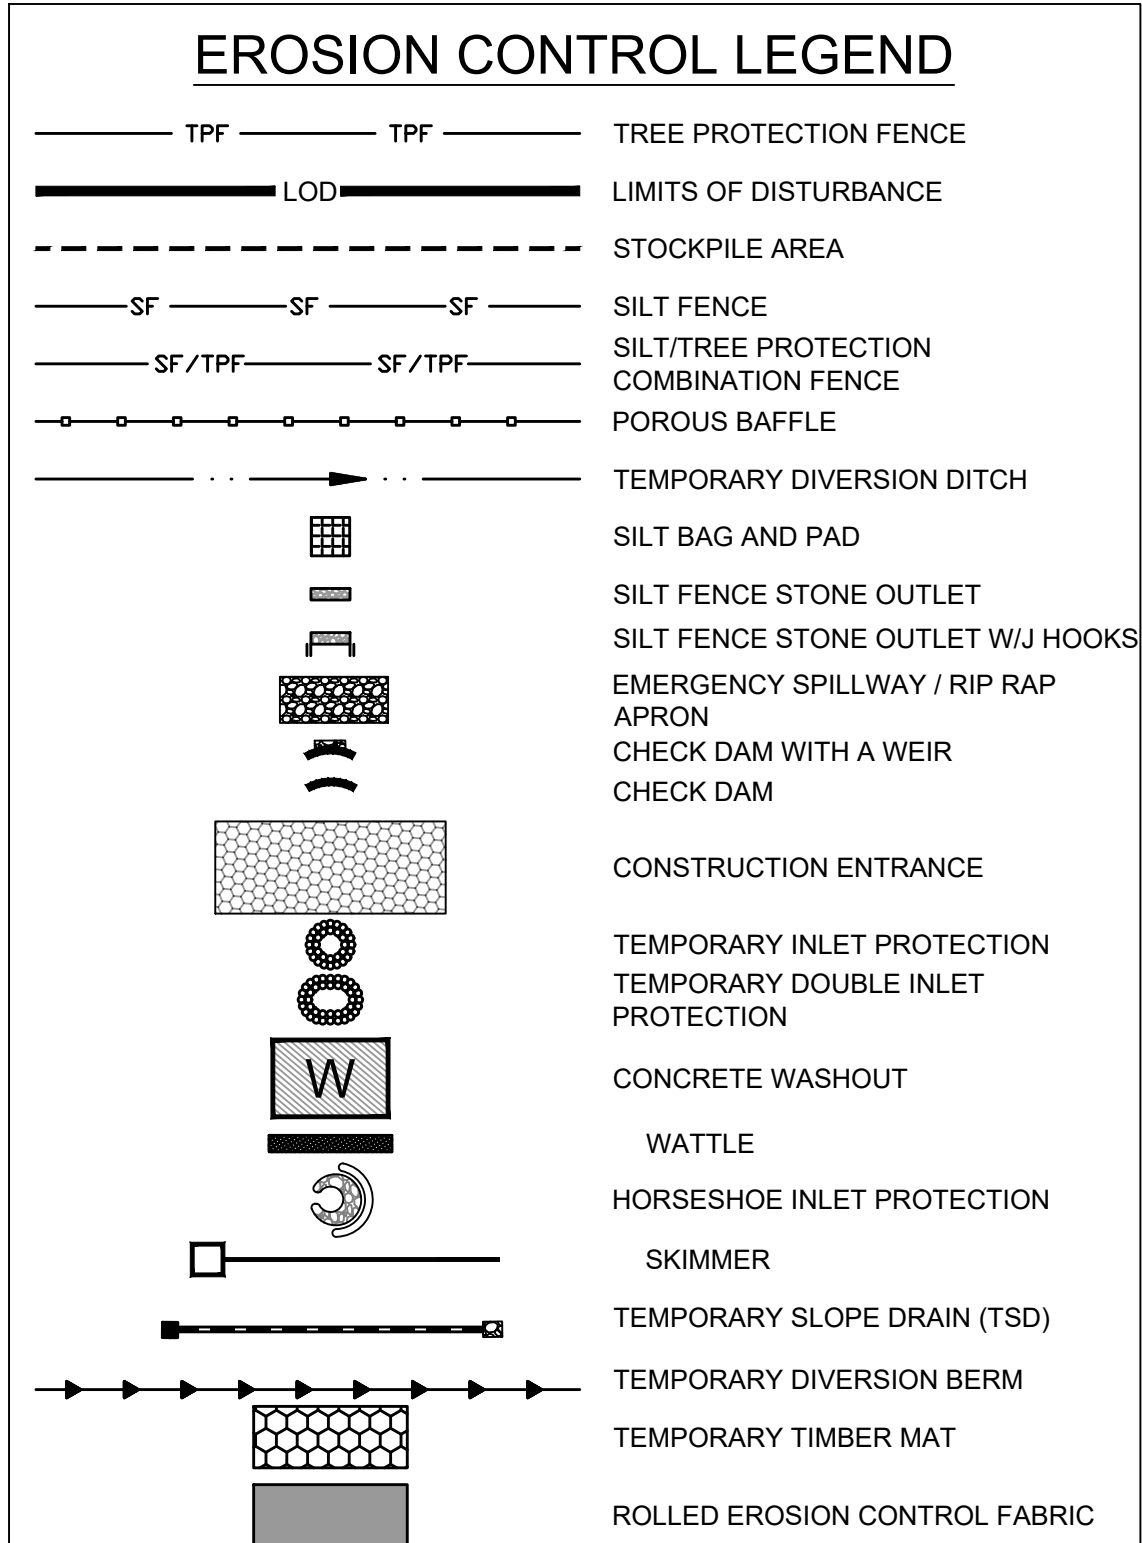 EROSION CONTROL LEGEND
TPF TPF TREE PROTECTION FENCE
LOD LIMITS OF DISTURBANCE
STOCKPILE AREA
SF SF SF SILT FENCE
SF/TPF SF/TPF SILT/TREE PROTECTION
COMBINATION FENCE
POROUS BAFFLE
TEMPORARY DIVERSION DITCH
SILT BAG AND PAD
SILT FENCE STONE OUTLET
SILT FENCE STONE OUTLET W/J HOOKS
EMERGENCY SPILLWAY / RIP RAP
APRON
CHECK DAM WITH A WEIR
CHECK DAM
CONSTRUCTION ENTRANCE
TEMPORARY INLET PROTECTION
TEMPORARY DOUBLE INLET
PROTECTION
W CONCRETE WASHOUT
WATTLE
HORSESHOE INLET PROTECTION
SKIMMER
TEMPORARY SLOPE DRAIN (TSD)
TEMPORARY DIVERSION BERM
TEMPORARY TIMBER MAT
ROLLED EROSION CONTROL FABRIC